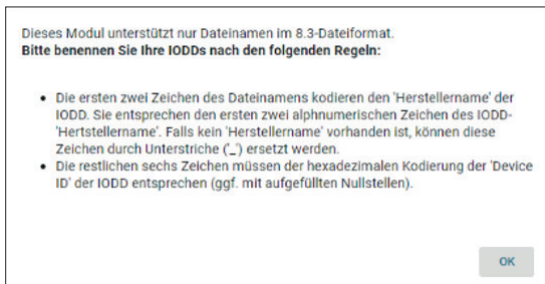 Dieses Modul unterstützt nur Dateinamen im 8.3-Dateiformat.
Bitte benennen Sie Ihre IODDs nach den folgenden Regeln:
• Die ersten zwei Zeichen des Dateinamens kodieren den 'Herstellername' der
IODD. Sie entsprechen den ersten zwei alphnumerischen Zeichen des IODD-
'Hertstellername'. Falls kein 'Herstellername' vorhanden ist, können diese
Zeichen durch Unterstriche ('_') ersetzt werden.
• Die restlichen sechs Zeichen müssen der hexadezimalen Kodierung der 'Device
ID' der IODD entsprechen (ggf. mit aufgefüllten Nullstellen).
OK